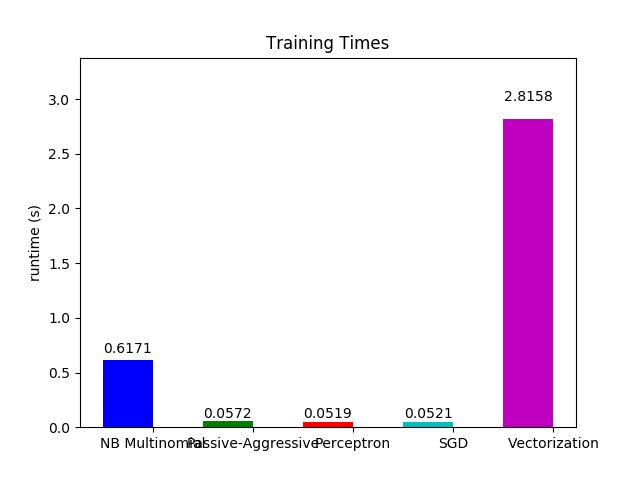 Training Times
runtime (s)
3.0
2.5
2.0
1.5
1.0
0.5
0.0
0.6171
0.0572
0.0519
0.0521
2.8158
NB Multinomial
Passive-Aggressive
Perceptron
SGD
Vectorization